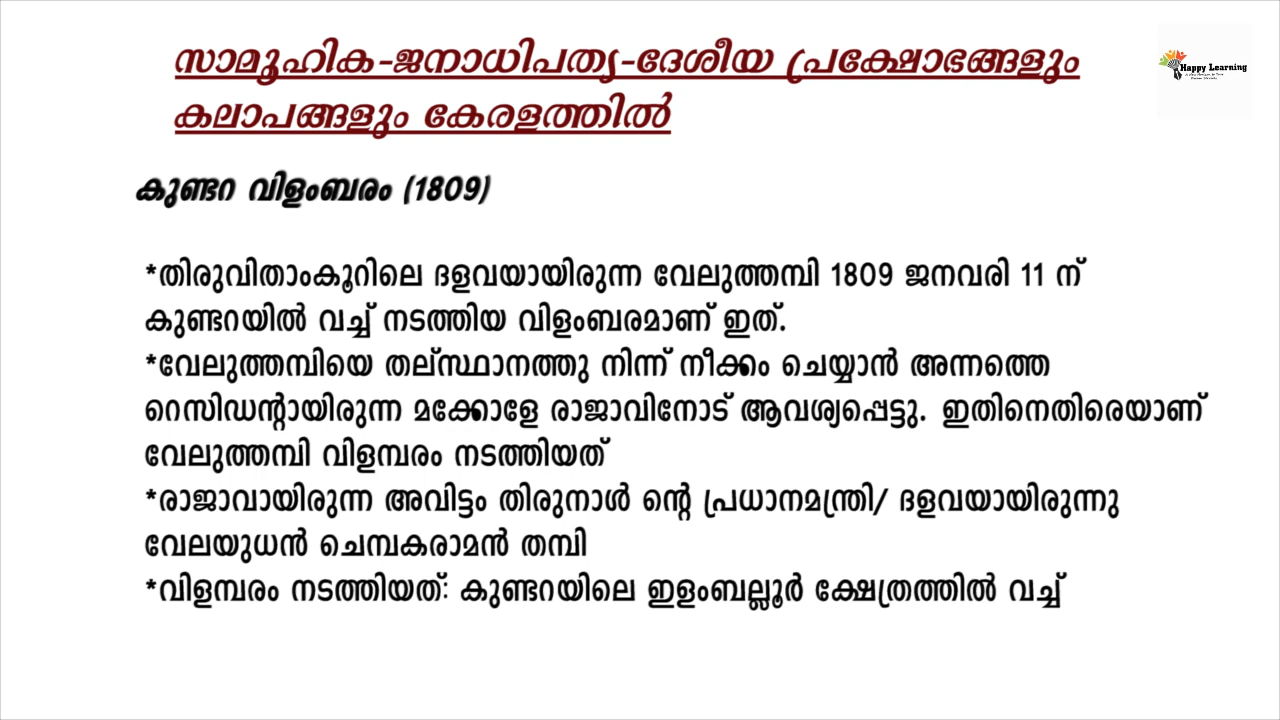 സാമൂഹിക-ജനാധിപത്യ-ദേശീയ പ്രക്ഷോഭങ്ങളും
കലാപങ്ങളും കേരളത്തിൽ
Happy Learning
കുണ്ടറ വിളംബരം (1809)
*തിരുവിതാംകൂറിലെ ദളവയായിരുന്ന വേലുത്തമ്പി 1809 ജനവരി 11 ന്
കുണ്ടറയിൽ വച്ച് നടത്തിയ വിളംബരമാണ് ഇത്.
*വേലുത്തമ്പിയെ തല്സ്ഥാനത്തു നിന്ന് നീക്കം ചെയ്യാൻ അന്നത്തെ
റെസിഡന്റായിരുന്ന മക്കോളേ രാജാവിനോട് ആവശ്യപ്പെട്ടു. ഇതിനെതിരെയാണ്
വേലുത്തമ്പി വിളമ്പരം നടത്തിയത്
*രാജാവായിരുന്ന അവിട്ടം തിരുനാൾ ന്റെ പ്രധാനമന്ത്രി/ ദളവയായിരുന്നു
വേലയുധൻ ചെമ്പകരാമൻ തമ്പി
*വിളമ്പരം നടത്തിയത്: കുണ്ടറയിലെ ഇളംബല്ലൂർ ക്ഷേത്രത്തിൽ വച്ച്